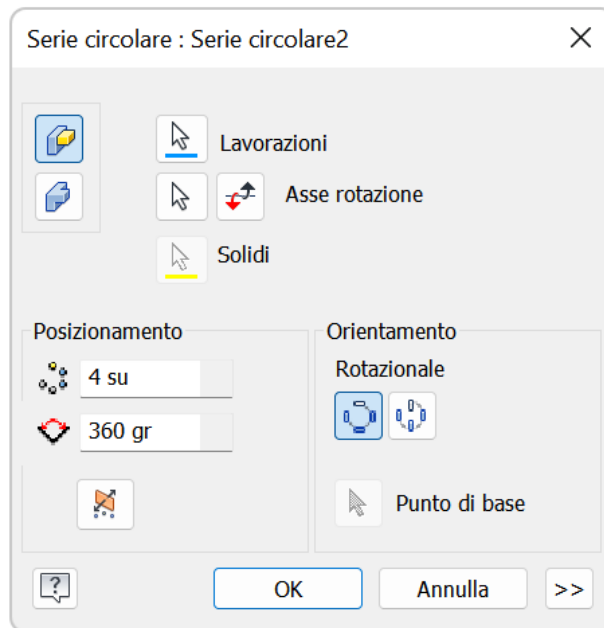 Serie circolare : Serie circolare2
Lavorazioni
Asse rotazione
Solidi
Posizionamento
4 su
360 gr
Orientamento
Rotazionale
Punto di base
?
OK
Annulla
>>